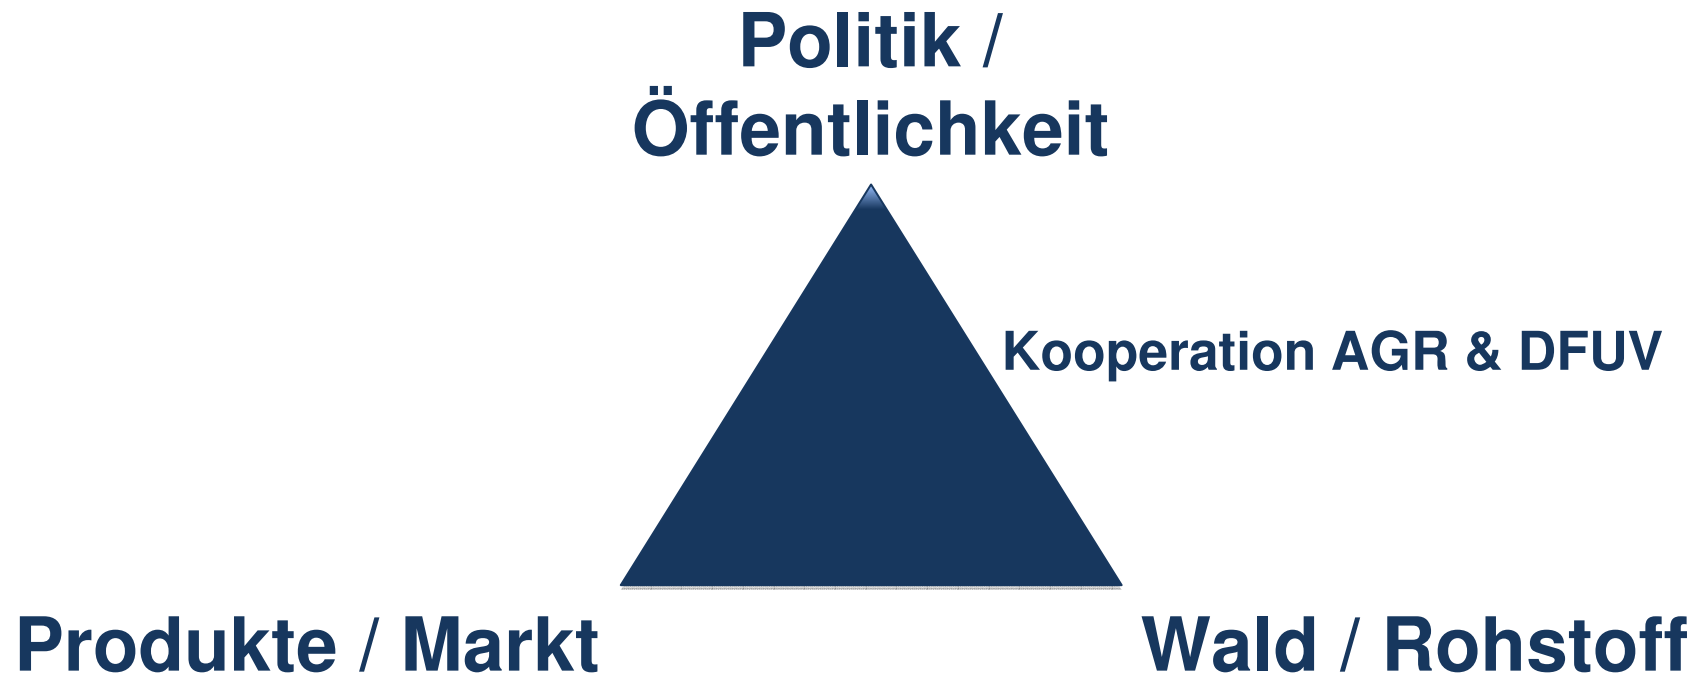 Politik /
Öffentlichkeit
Kooperation AGR & DFUV
Produkte / Markt
Wald / Rohstoff